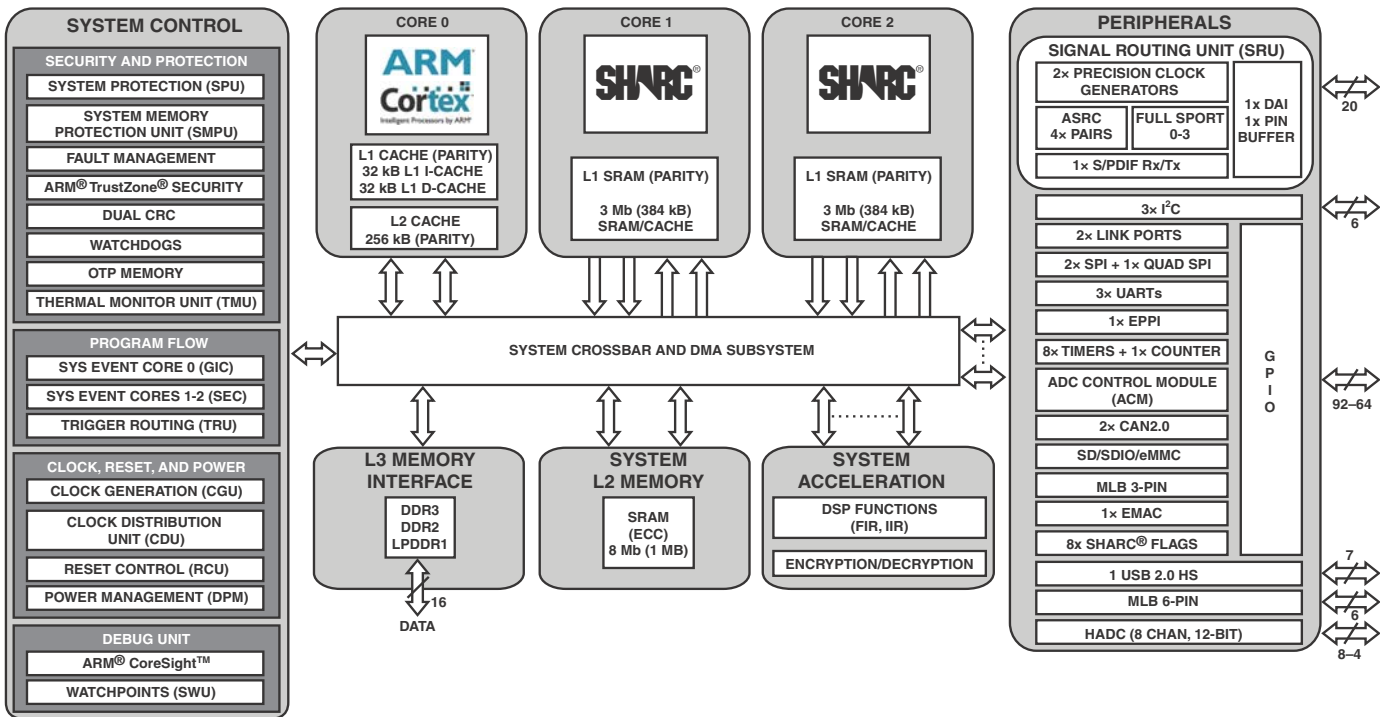 SYSTEM CONTROL
SECURITY AND PROTECTION
SYSTEM PROTECTION (SPU)
SYSTEM MEMORY
PROTECTION UNIT (SMPU)
FAULT MANAGEMENT
ARM® TrustZone® SECURITY
DUAL CRC
WATCHDOGS
OTP MEMORY
THERMAL MONITOR UNIT (TMU)
PROGRAM FLOW
SYS EVENT CORE 0 (GIC)
SYS EVENT CORES 1-2 (SEC)
TRIGGER ROUTING (TRU)
CLOCK, RESET, AND POWER
CLOCK GENERATION (CGU)
CLOCK DISTRIBUTION
UNIT (CDU)
RESET CONTROL (RCU)
POWER MANAGEMENT (DPM)
DEBUG UNIT
ARM® CoreSight™
WATCHPOINTS (SWU)
CORE 0
ARM
Cortex
Intelligent Processors by ARM®
L1 CACHE (PARITY)
32 kB L1 I-CACHE
32 kB L1 D-CACHE
L2 CACHE
256 kB (PARITY)
CORE 1
SHARC®
L1 SRAM (PARITY)
3 Mb (384 kB)
SRAM/CACHE
CORE 2
SHARC®
L1 SRAM (PARITY)
3 Mb (384 kB)
SRAM/CACHE
SYSTEM CROSSBAR AND DMA SUBSYSTEM
L3 MEMORY
INTERFACE
DDR3
DDR2
LPDDR1
16
DATA
SYSTEM
L2 MEMORY
SRAM
(ECC)
8 Mb (1 MB)
SYSTEM
ACCELERATION
DSP FUNCTIONS
(FIR, IIR)
ENCRYPTION/DECRYPTION
PERIPHERALS
SIGNAL ROUTING UNIT (SRU)
2× PRECISION CLOCK
GENERATORS
ASRC
4× PAIRS
FULL SPORT
0-3
1× S/PDIF Rx/Tx
1x DAI
1x PIN
BUFFER
20
3× I²C
6
2× LINK PORTS
2× SPI + 1× QUAD SPI
3× UARTs
1× EPPI
8× TIMERS + 1× COUNTER
ADC CONTROL MODULE
(ACM)
2× CAN2.0
SD/SDIO/eMMC
MLB 3-PIN
1× EMAC
8x SHARC® FLAGS
G
P
I
O
92–64
1 USB 2.0 HS
7
MLB 6-PIN
6
HADC (8 CHAN, 12-BIT)
8–4